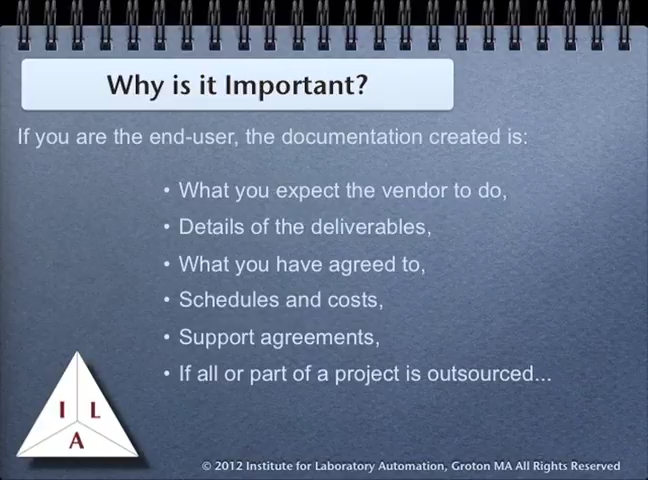 Why is it Important?
If you are the end-user, the documentation created is:
• What you expect the vendor to do,
• Details of the deliverables,
• What you have agreed to,
• Schedules and costs,
• Support agreements,
• If all or part of a project is outsourced...
I L
A
© 2012 Institute for Laboratory Automation, Groton MA All Rights Reserved